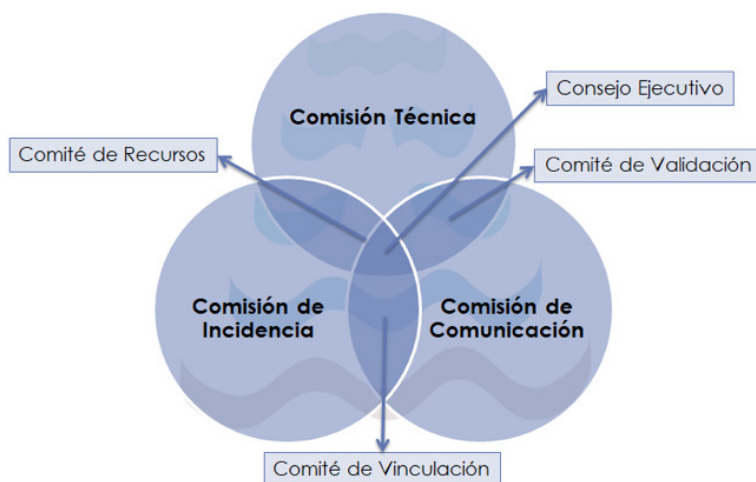 Consejo Ejecutivo
Comisión Técnica
Comité de Recursos
Comité de Validación
Comisión de
Incidencia
Comisión de
Comunicación
Comité de Vinculación